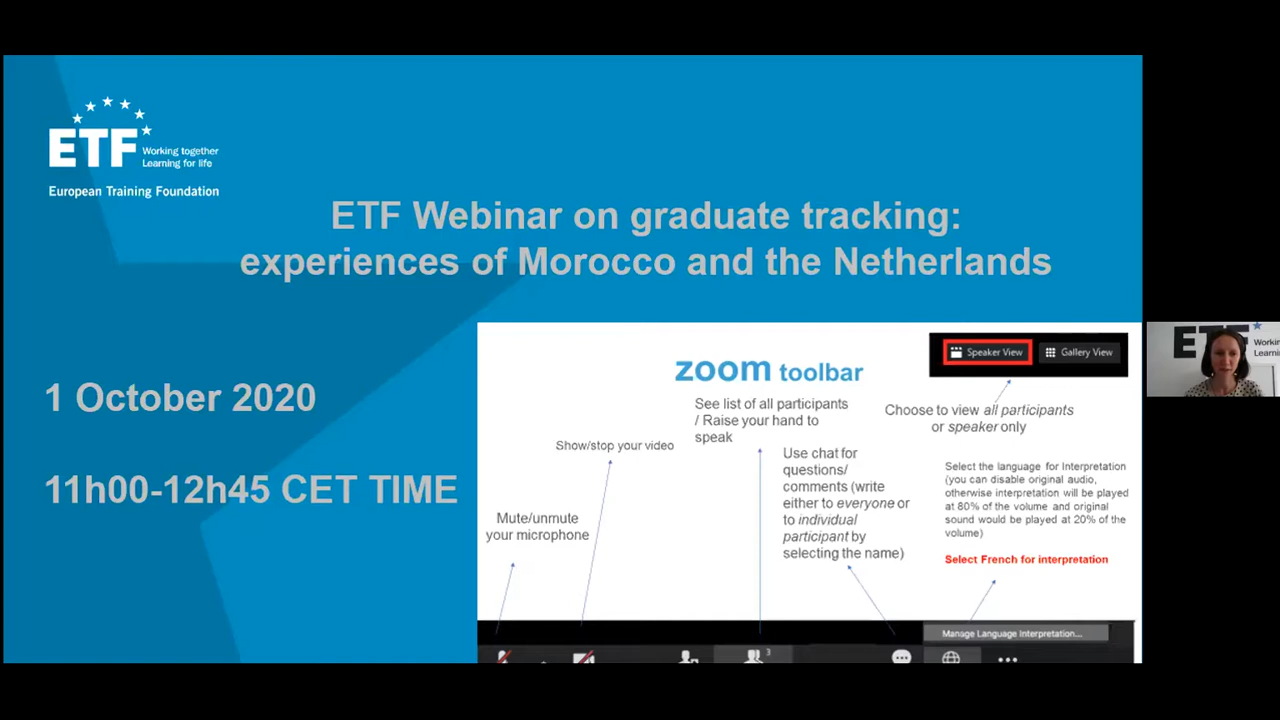 ETF
Working together
Learning for life
European Training Foundation
ETF Webinar on graduate tracking:
experiences of Morocco and the Netherlands
1 October 2020
11h00-12h45 CET TIME
zoom toolbar
Speaker View
Gallery View
See list of all participants
/ Raise your hand to
speak
Choose to view all participants
or speaker only
Show/stop your video
Use chat for
questions/
comments (write
either to everyone or
to individual
participant by
selecting the name)
Select the language for Interpretation
(you can disable original audio,
otherwise interpretation will be played
at 80% of the volume and original
sound would be played at 20% of the
volume)
Select French for interpretation
Mute/unmute
your microphone
Manage Language Interpretation...
3
ETF
Working
Learning